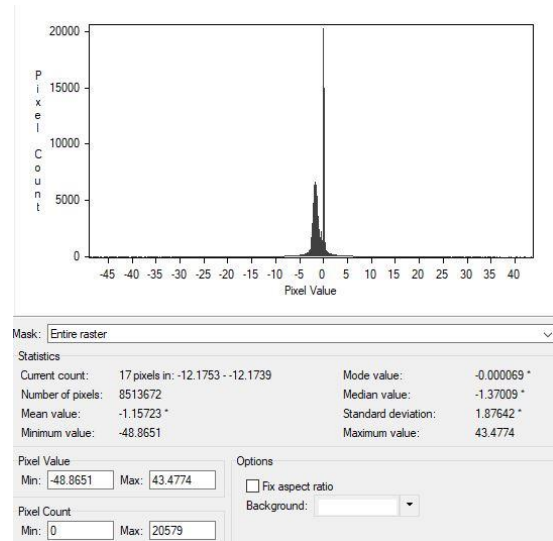 20000
15000
10000
5000
0
Pixel Count
-45 -40 -35 -30 -25 -20 -15 -10 -5 0 5 10 15 20 25 30 35 40
Pixel Value
Mask: Entire raster
Statistics
Current count: 17 pixels in: -12.1753 - -12.1739 Mode value: -0.000069 *
Number of pixels: 8513672 Median value: -1.37009 *
Mean value: -1.15723 * Standard deviation: 1.87642 *
Minimum value: -48.8651 Maximum value: 43.4774
Pixel Value Options
Min: -48.8651 Max: 43.4774 Fix aspect ratio
Background:
Pixel Count
Min: 0 Max: 20579